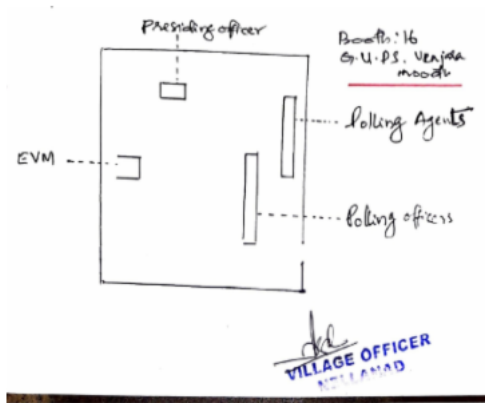 Presiding officer
Booth: 16
G.U.P.S. Venjara
moodu
Polling Agents
EVM
Polling officers
VILLAGE OFFICER
NELLANAD